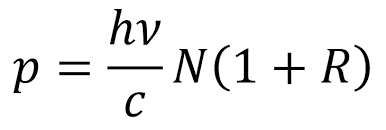 p = hν/c N(1 + R)